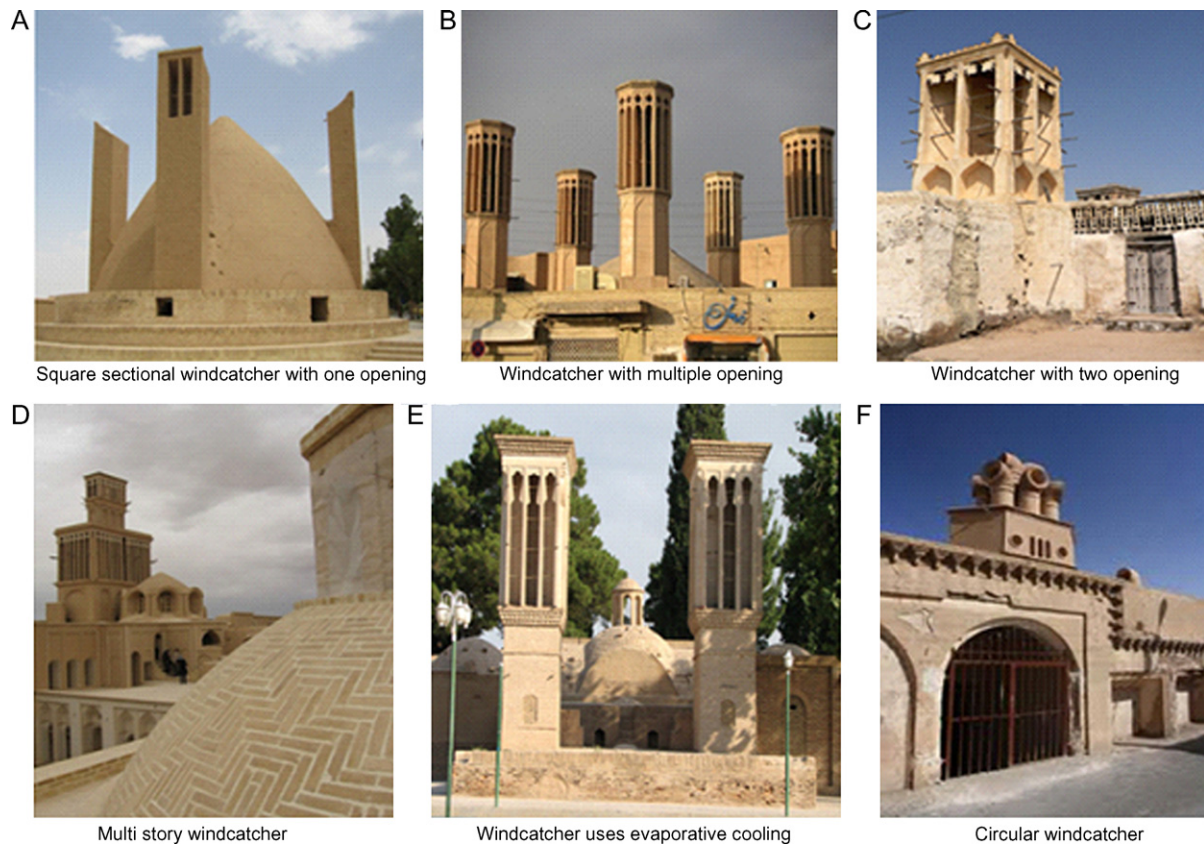 A
B
C
Square sectional windcatcher with one opening
Windcatcher with multiple opening
Windcatcher with two opening
D
E
F
Multi story windcatcher
Windcatcher uses evaporative cooling
Circular windcatcher